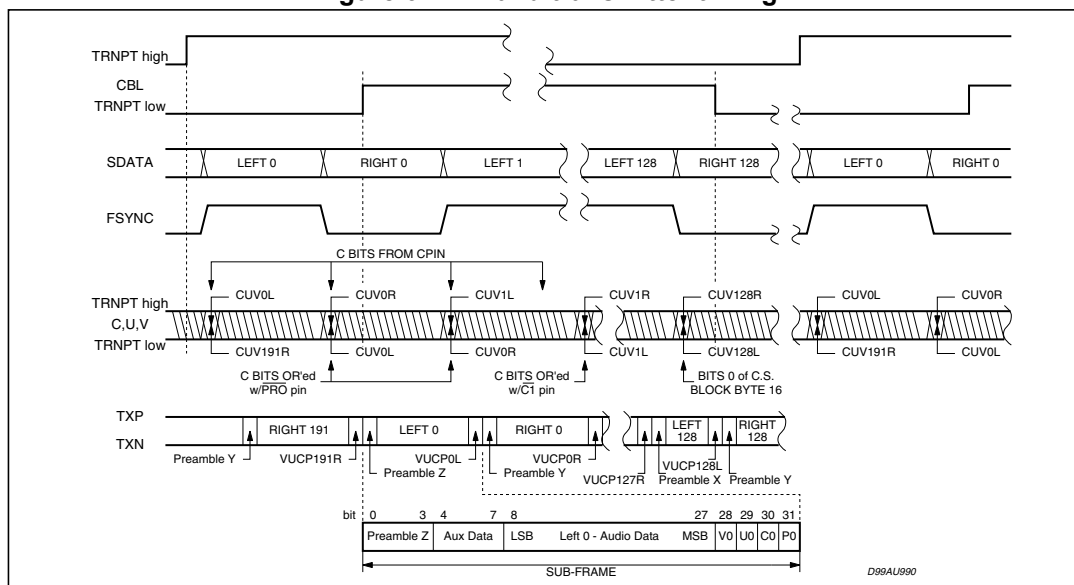 TRNPT high
CBL
TRNPT low
SDATA LEFT 0 RIGHT 0 LEFT 1 LEFT 128 RIGHT 128 LEFT 0 RIGHT 0
FSYNC
C BITS FROM CPIN
TRNPT high CUV0L CUV0R CUV1L CUV1R CUV128R CUV0L CUV0R
C,U,V
TRNPT low CUV191R CUV0L CUV0R CUV1L CUV128L CUV191R CUV0L
C BITS OR'ed C BITS OR'ed BITS 0 of C.S.
w/PRO pin w/C1 pin BLOCK BYTE 16
TXP RIGHT 191 LEFT 0 RIGHT 0 LEFT RIGHT
TXN 128 128
Preamble Y VUCP191R VUCP0L VUCP0R VUCP128L
Preamble Z Preamble Y VUCP127R Preamble X Preamble Y
bit 0 3 4 7 8 27 28 29 30 31
Preamble Z Aux Data LSB Left 0 - Audio Data MSB V0 U0 C0 P0
SUB-FRAME
D99AU990